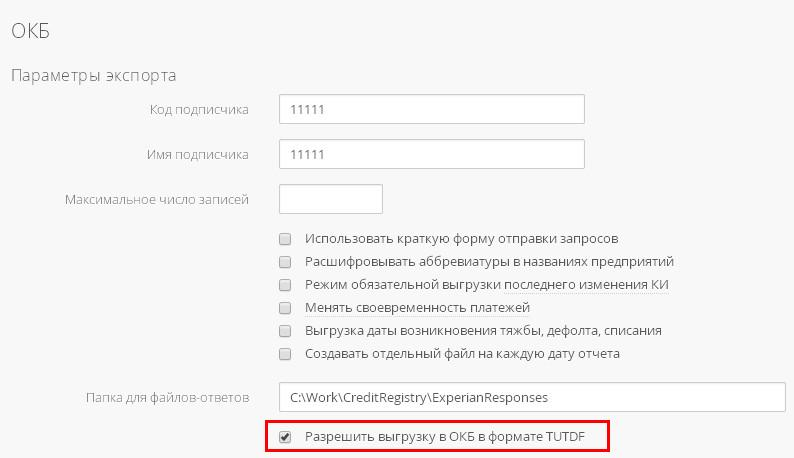 ОКБ
Параметры экспорта
Код подписчика 11111
Имя подписчика 11111
Максимальное число записей
Использовать краткую форму отправки запросов
Расшифровывать аббревиатуры в названиях предприятий
Режим обязательной выгрузки последнего изменения КИ
Менять своевременность платежей
Выгрузка даты возникновения тяжбы, дефолта, списания
Создавать отдельный файл на каждую дату отчета
Папка для файлов-ответов C:\Work\CreditRegistry\ExperianResponses
Разрешить выгрузку в ОКБ в формате TUTDF